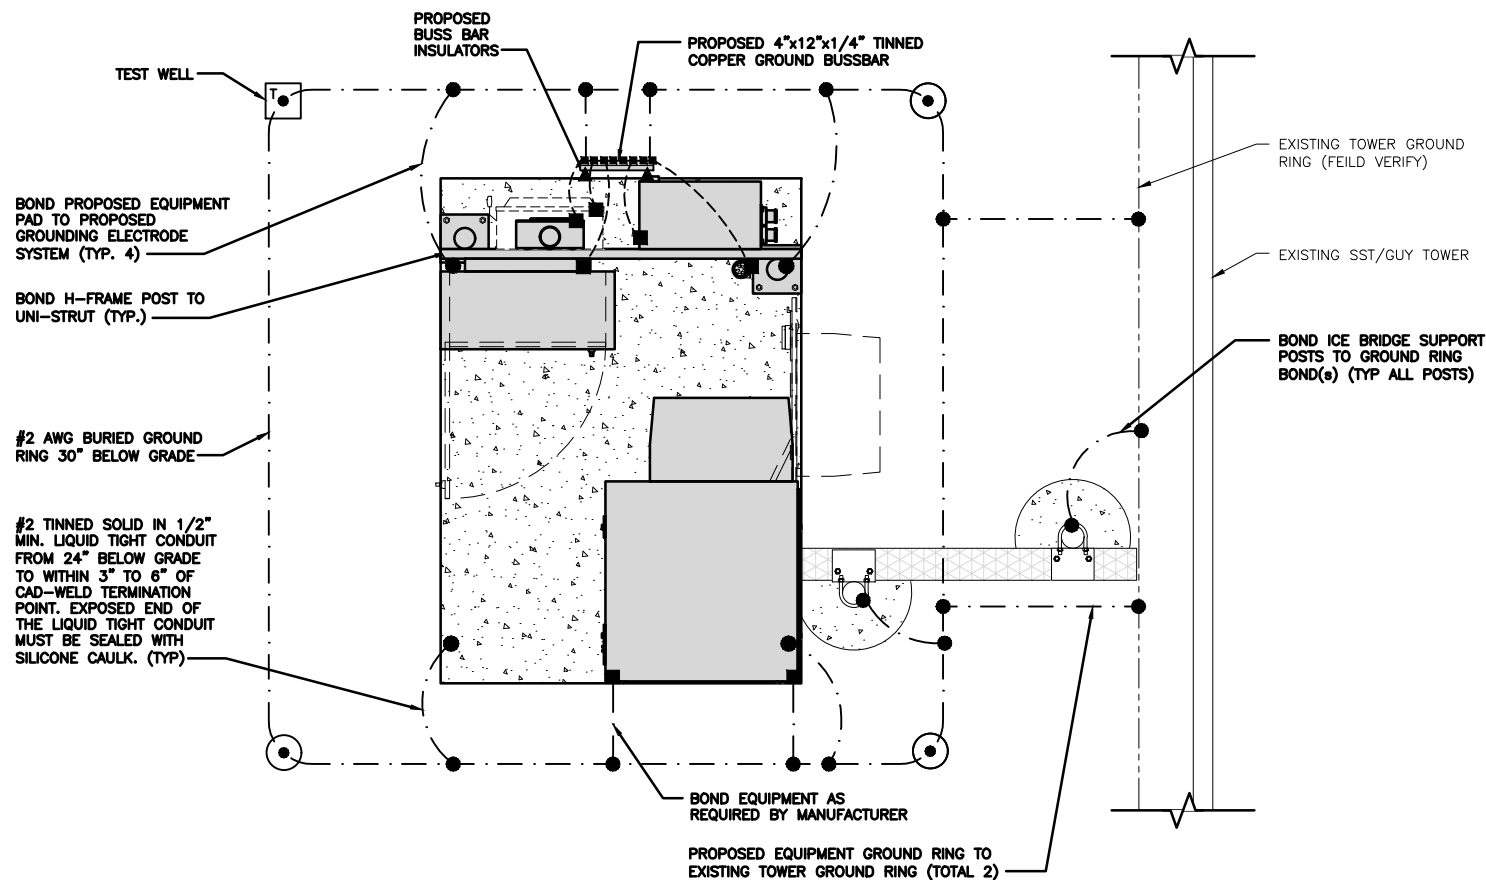 PROPOSED
BUSS BAR
INSULATORS
PROPOSED 4"x12"x1/4" TINNED
COPPER GROUND BUSSBAR
TEST WELL
T
EXISTING TOWER GROUND
RING (FEILD VERIFY)
BOND PROPOSED EQUIPMENT
PAD TO PROPOSED
GROUNDING ELECTRODE
SYSTEM (TYP. 4)
EXISTING SST/GUY TOWER
BOND H-FRAME POST TO
UNI-STRUT (TYP.)
BOND ICE BRIDGE SUPPORT
POSTS TO GROUND RING
BOND(s) (TYP ALL POSTS)
#2 AWG BURIED GROUND
RING 30" BELOW GRADE
#2 TINNED SOLID IN 1/2"
MIN. LIQUID TIGHT CONDUIT
FROM 24" BELOW GRADE
TO WITHIN 3" TO 6" OF
CAD-WELD TERMINATION
POINT. EXPOSED END OF
THE LIQUID TIGHT CONDUIT
MUST BE SEALED WITH
SILICONE CAULK. (TYP)
BOND EQUIPMENT AS
REQUIRED BY MANUFACTURER
PROPOSED EQUIPMENT GROUND RING TO
EXISTING TOWER GROUND RING (TOTAL 2)